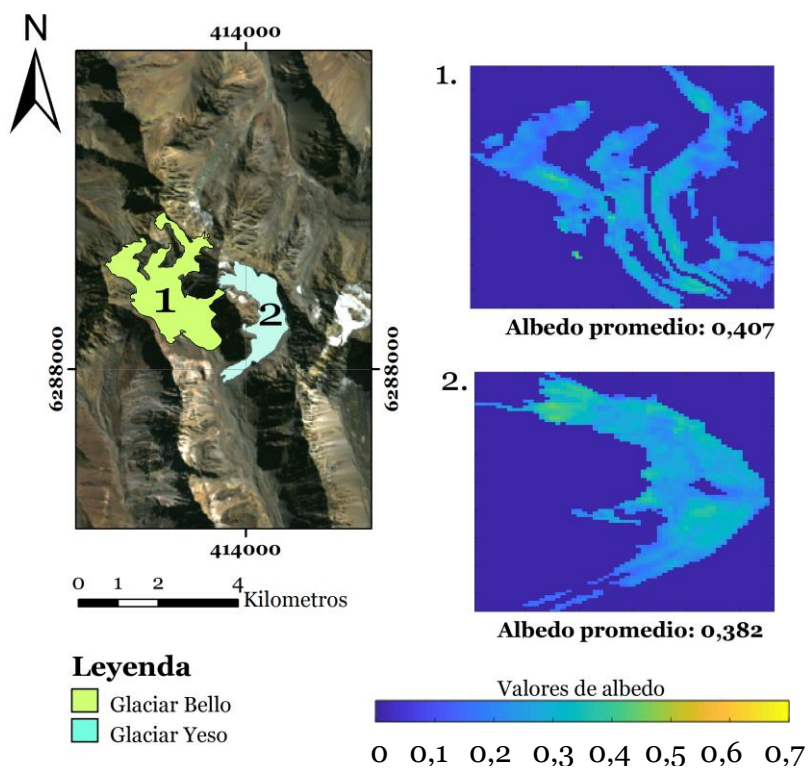 N
414000
1.
1
2
6288000
6288000
Albedo promedio: 0,407
2.
414000
0 1 2 4
Kilometros
Albedo promedio: 0,382
Leyenda
Glaciar Bello
Glaciar Yeso
Valores de albedo
0 0,1 0,2 0,3 0,4 0,5 0,6 0,7